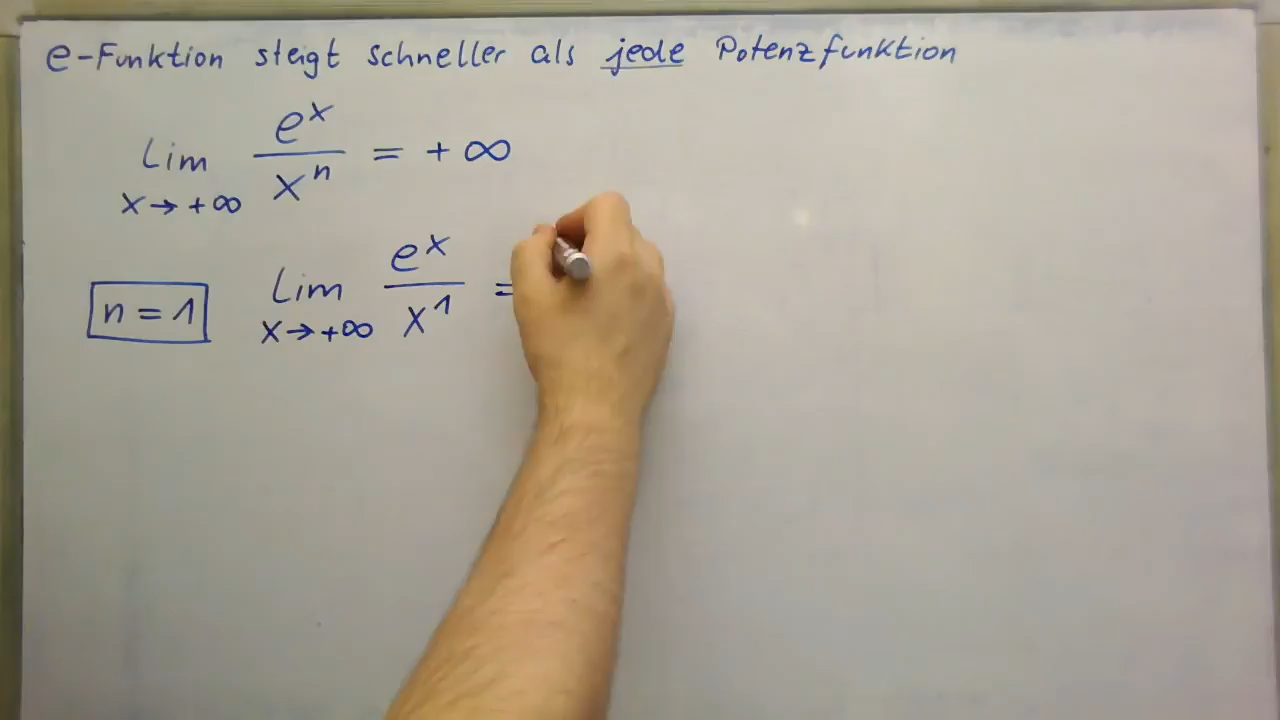 e-Funktion steigt schneller als jede Potenzfunktion
Lim x→+∞ e^x / x^n = +∞
n = 1 Lim x→+∞ e^x / x^1 =